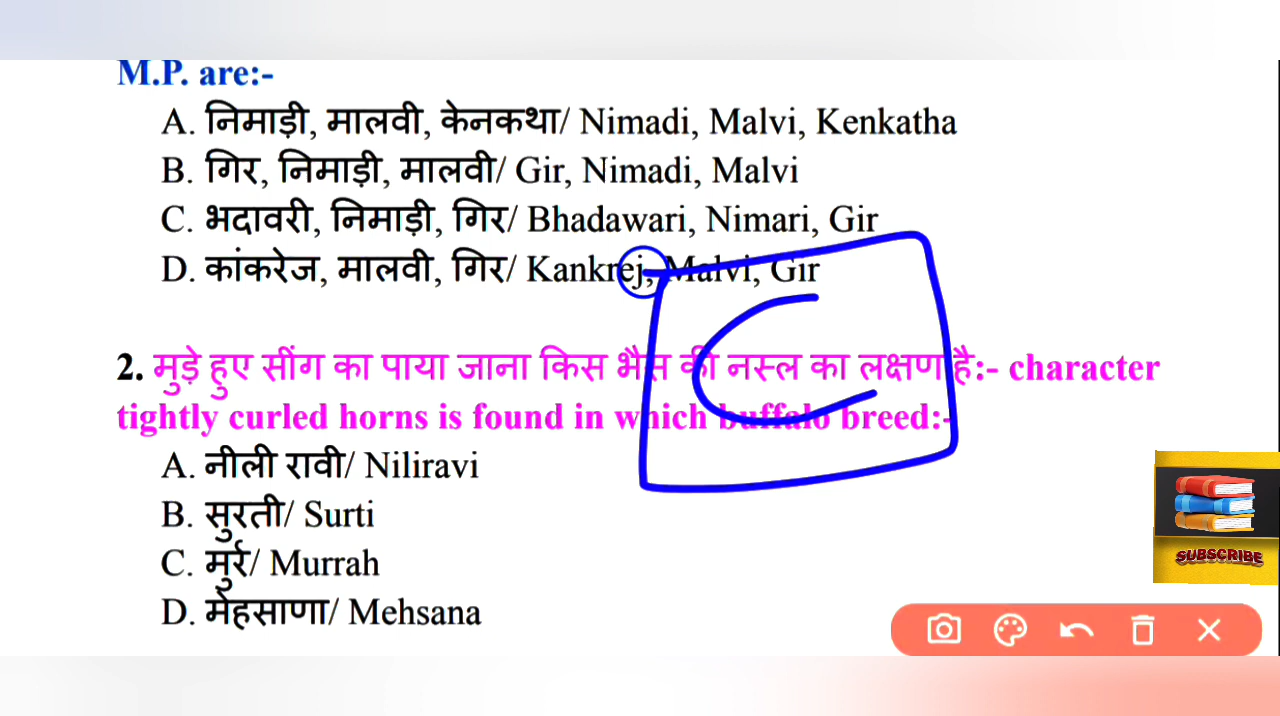 M.P. are:-
A. निमाड़ी, मालवी, केनकथा/ Nimadi, Malvi, Kenkatha
B. गिर, निमाड़ी, मालवी/ Gir, Nimadi, Malvi
C. भदावरी, निमाड़ी, गिर/ Bhadawari, Nimari, Gir
D. कांकरेज, मालवी, गिर/ Kankrej, Malvi, Gir
C
2. मुड़े हुए सींग का पाया जाना किस भैस की नस्ल का लक्षण है:- character
tightly curled horns is found in which buffalo breed:-
A. नीली रावी/ Niliravi
B. सुरती/ Surti
C. मुर्र/ Murrah
D. मेहसाणा/ Mehsana
SUBSCRIBE